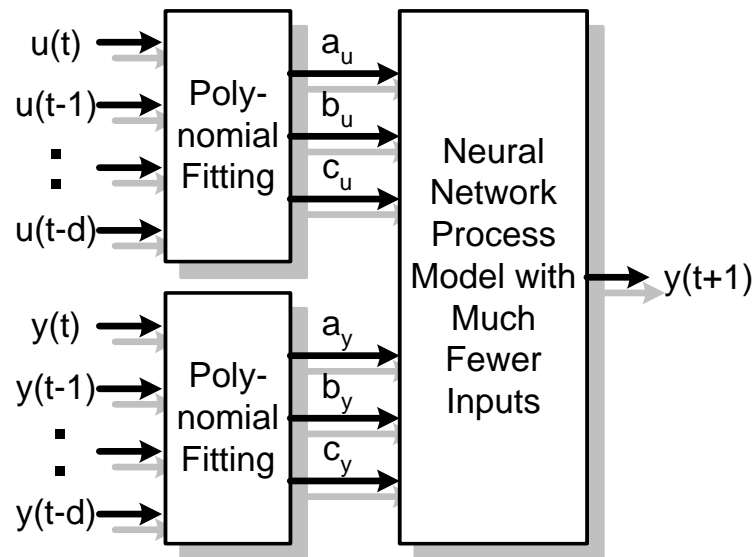 u(t)
u(t-1)
:
u(t-d)
Poly-
nomial
Fitting
a_u
b_u
c_u
y(t)
y(t-1)
:
y(t-d)
Poly-
nomial
Fitting
a_y
b_y
c_y
Neural
Network
Process
Model with
Much
Fewer
Inputs
y(t+1)